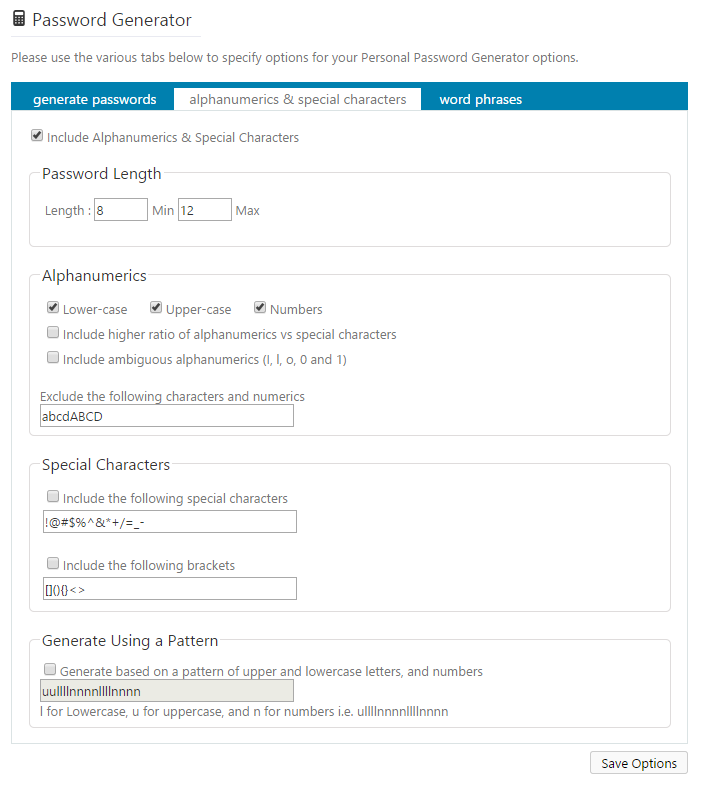 Password Generator
Please use the various tabs below to specify options for your Personal Password Generator options.
generate passwords alphanumerics & special characters word phrases
Include Alphanumerics & Special Characters
Password Length
Length : 8 Min 12 Max
Alphanumerics
Lower-case Upper-case Numbers
Include higher ratio of alphanumerics vs special characters
Include ambiguous alphanumerics (I, l, o, 0 and 1)
Exclude the following characters and numerics
abcdABCD
Special Characters
Include the following special characters
!@#$%^&*+/=_-
Include the following brackets
[](){}<>
Generate Using a Pattern
Generate based on a pattern of upper and lowercase letters, and numbers
uullllnnnnllllnnnn
l for Lowercase, u for uppercase, and n for numbers i.e. ullllnnnnllllnnnn
Save Options